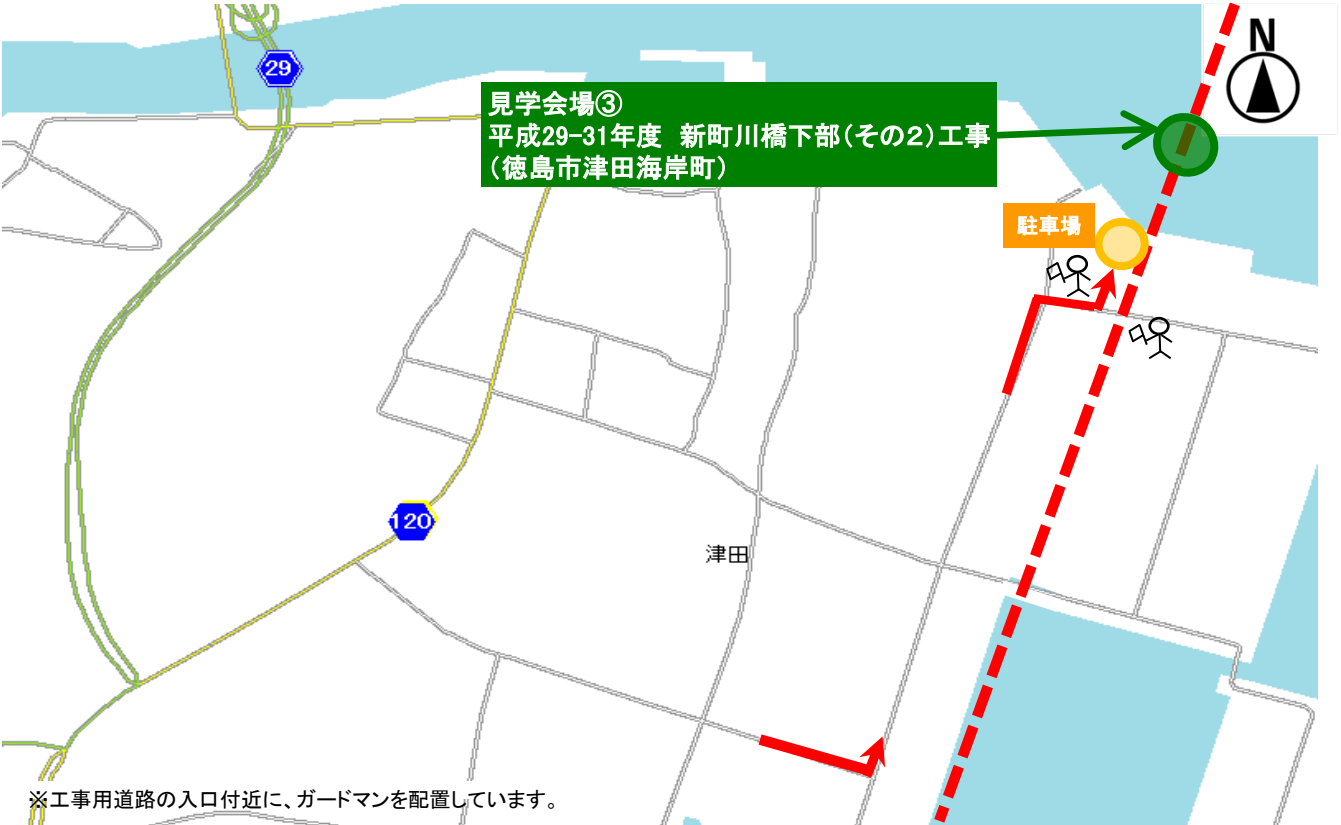 N
29
見学会場③
平成29-31年度 新町川橋下部(その2)工事
(徳島市津田海岸町)
駐車場
120
津田
※工事用道路の入口付近に、ガードマンを配置しています。